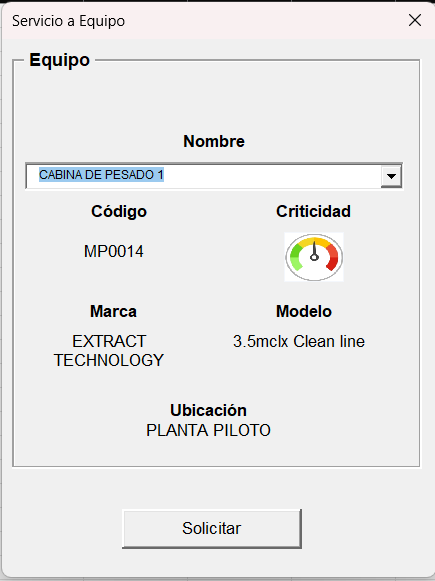 Servicio a Equipo
Equipo
Nombre
CABINA DE PESADO 1
Código
Criticidad
MP0014
Marca
Modelo
EXTRACT
TECHNOLOGY
3.5mclx Clean line
Ubicación
PLANTA PILOTO
Solicitar